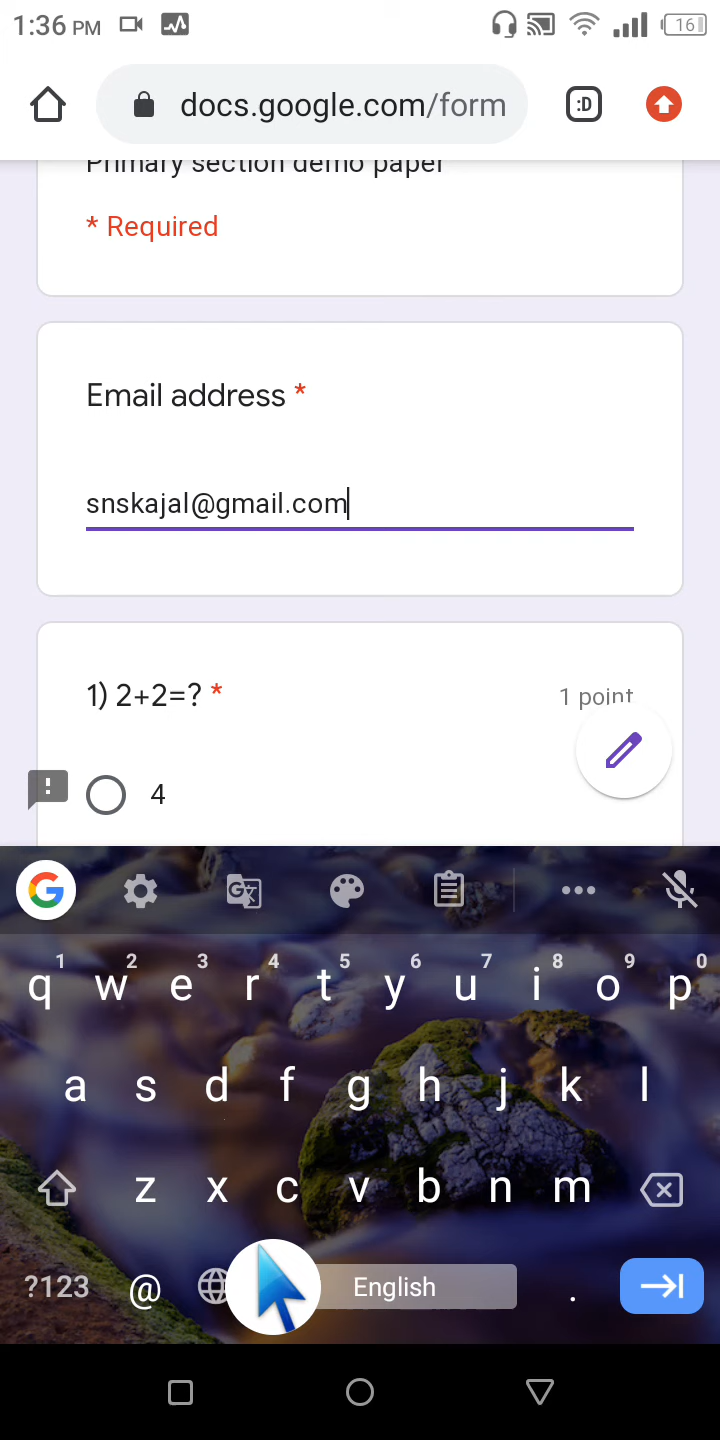 1:36 PM
16
docs.google.com/form
:D
Primary section demo paper
* Required
Email address *
snskajal@gmail.com
1) 2+2=? *
1 point
4
1 2 3 4 5 6 7 8 9 0
q w e r t y u i o p
a s d f g h j k l
z x c v b n m
?123 @ English .